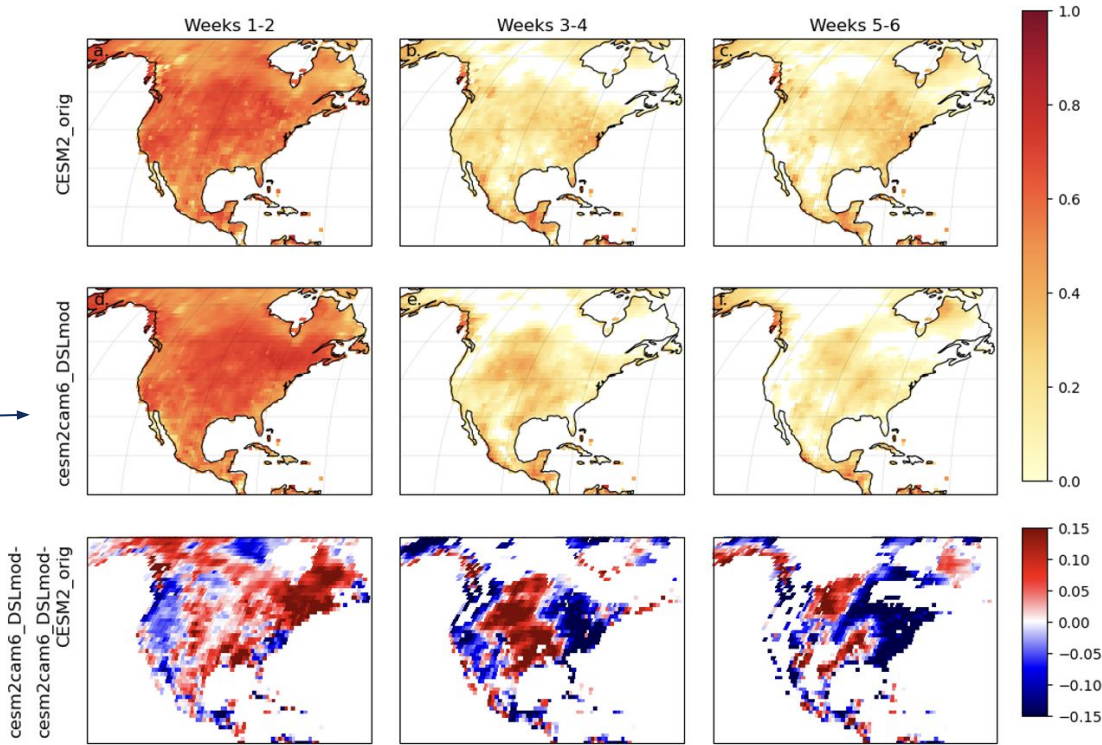 Weeks 1-2
Weeks 3-4
Weeks 5-6
CESM2_orig
a.
b.
c.
1.0
0.8
0.6
0.4
0.2
0.0
cesm2cam6_DSLmod
d.
e.
f.
cesm2cam6_DSLmod-
cesm2cam6_DSLmod-
CESM2_orig
0.15
0.10
0.05
0.00
−0.05
−0.10
−0.15